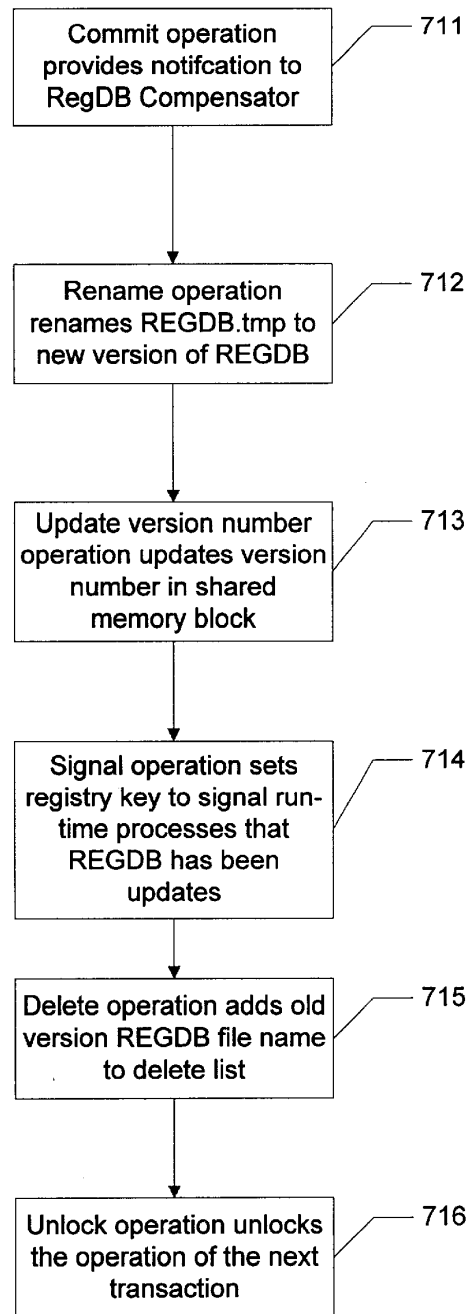 Commit operation
provides notifcation to
RegDB Compensator
711
Rename operation
renames REGDB.tmp to
new version of REGDB
712
Update version number
operation updates version
number in shared
memory block
713
Signal operation sets
registry key to signal run-
time processes that
REGDB has been
updates
714
Delete operation adds old
version REGDB file name
to delete list
715
Unlock operation unlocks
the operation of the next
transaction
716